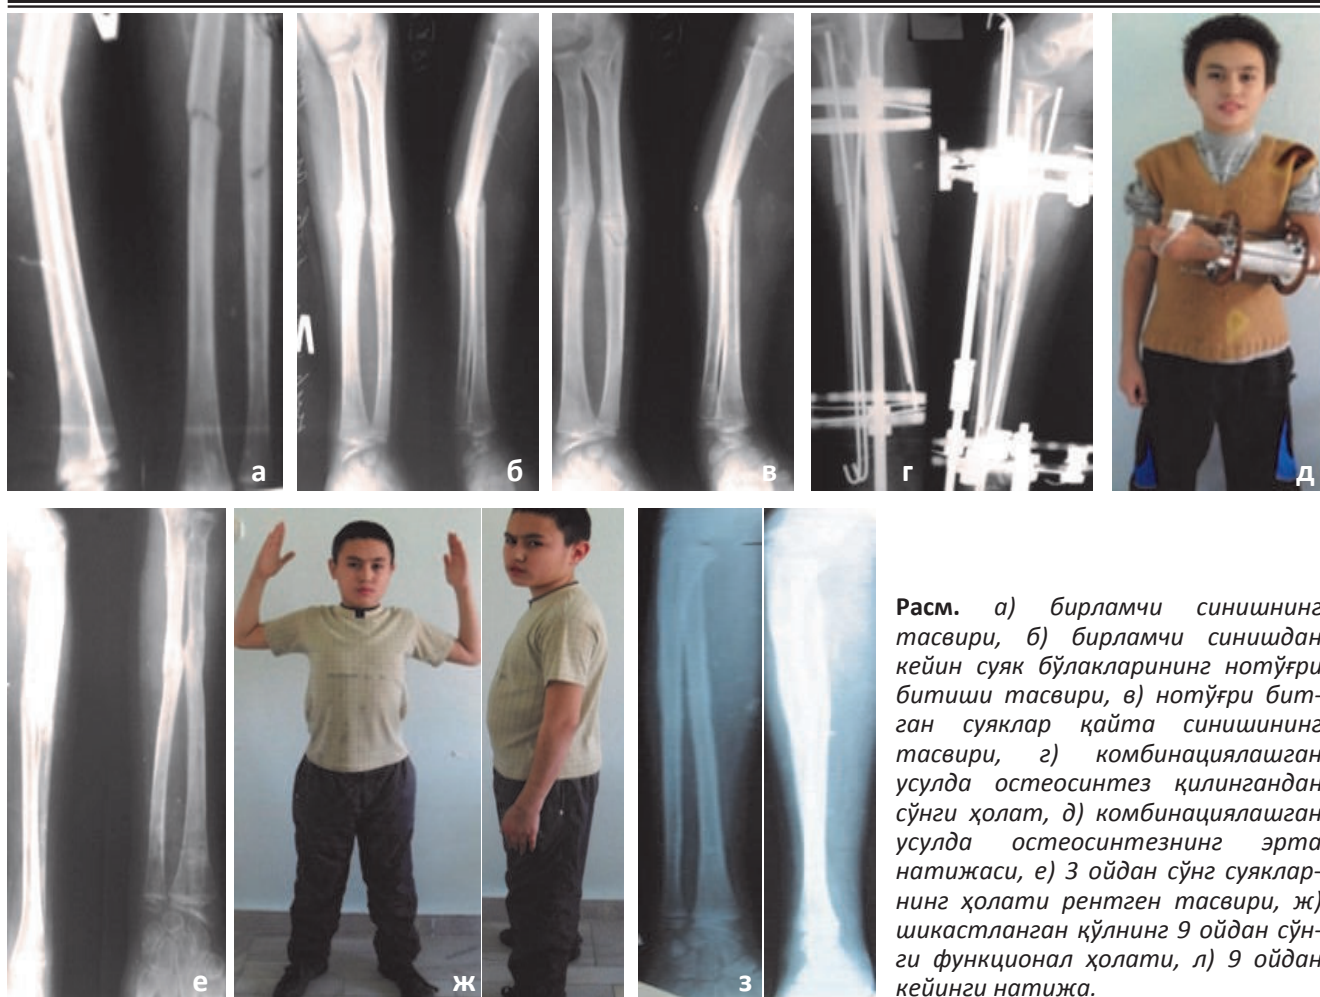 а
б
в
г
д
е
ж
з
Расм. а) бирламчи синишнинг
тасвири, б) бирламчи синишдан
кейин суяк бўлакларининг нотўғри
битиши тасвири, в) нотўғри бит-
ган суяклар қайта синишининг
тасвири, г) комбинациялашган
усулда остеосинтез қилингандан
сўнги ҳолат, д) комбинациялашган
усулда остеосинтезнинг эрта
натижаси, е) 3 ойдан сўнг суяклар-
нинг ҳолати рентген тасвири, ж)
шикастланган қўлнинг 9 ойдан сўн-
ги функционал ҳолати, л) 9 ойдан
кейинги натижа.